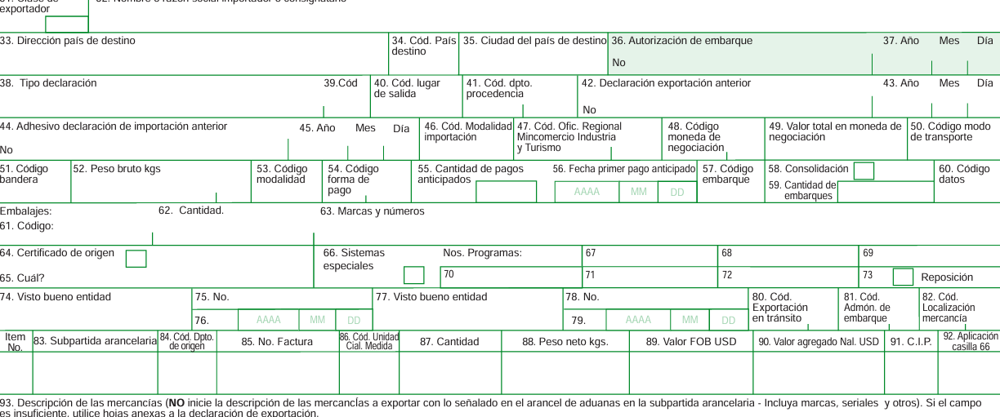 exportador
33. Dirección país de destino
34. Cód. País
destino
35. Ciudad del país de destino
36. Autorización de embarque
No
37. Año Mes Día
38. Tipo declaración
39.Cód
40. Cód. lugar
de salida
41. Cód. dpto.
procedencia
42. Declaración exportación anterior
No
43. Año Mes Día
44. Adhesivo declaración de importación anterior
No
45. Año Mes Día
46. Cód. Modalidad
importación
47. Cód. Ofic. Regional
Mincomercio Industria
y Turismo
48. Código
moneda de
negociación
49. Valor total en moneda de
negociación
50. Código modo
de transporte
51. Código
bandera
52. Peso bruto kgs
53. Código
modalidad
54. Código
forma de
pago
55. Cantidad de pagos
anticipados
56. Fecha primer pago anticipado
AAAA MM DD
57. Código
embarque
58. Consolidación
59. Cantidad de
embarques
60. Código
datos
Embalajes:
61. Código:
62. Cantidad.
63. Marcas y números
64. Certificado de origen
65. Cuál?
66. Sistemas
especiales
Nos. Programas:
67
68
69
70
71
72
73
Reposición
74. Visto bueno entidad
75. No.
76. AAAA MM DD
77. Visto bueno entidad
78. No.
79. AAAA MM DD
80. Cód.
Exportación
en tránsito
81. Cód.
Admón. de
embarque
82. Cód.
Localización
mercancía
Item
No.
83. Subpartida arancelaria
84. Cód. Dpto.
de origen
85. No. Factura
86. Cód. Unidad
Cial. Medida
87. Cantidad
88. Peso neto kgs.
89. Valor FOB USD
90. Valor agregado Nal. USD
91. C.I.P.
92. Aplicación
casilla 66
93. Descripción de las mercancías (NO inicie la descripción de las mercancías a exportar con lo señalado en el arancel de aduanas en la subpartida arancelaria - Incluya marcas, seriales y otros). Si el campo
es insuficiente, utilice hojas anexas a la declaración de exportación.